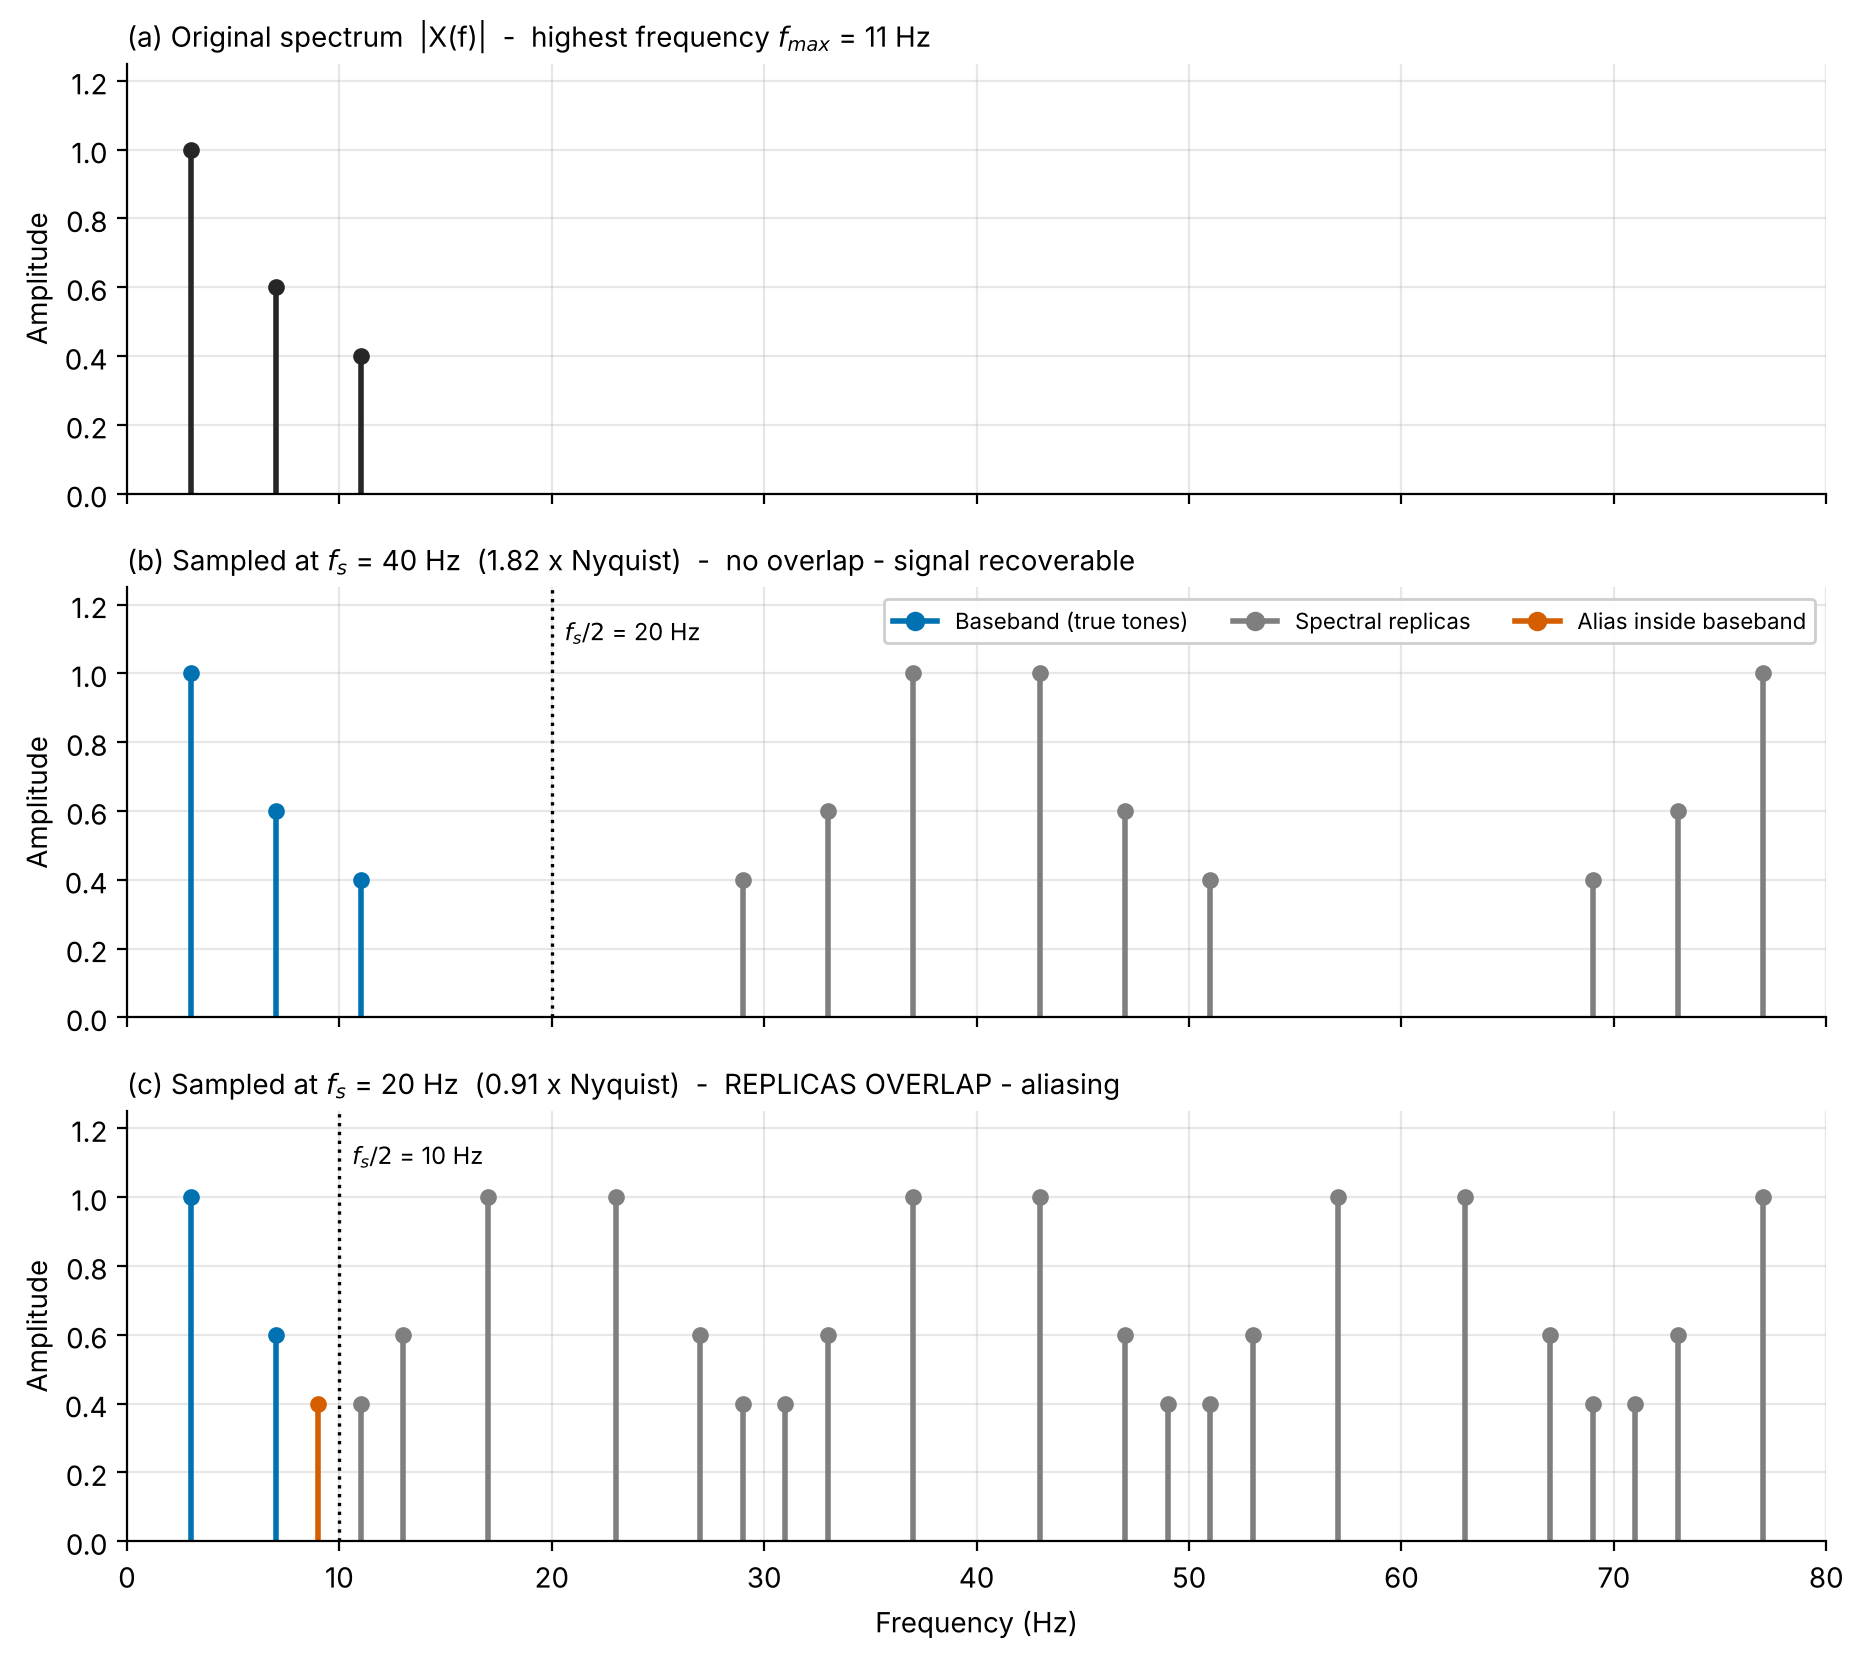 (a) Original spectrum |X(f)| - highest frequency fmax = 11 Hz
1.2
1.0
0.8
0.6
0.4
0.2
0.0
Amplitude
(b) Sampled at fs = 40 Hz (1.82 x Nyquist) - no overlap - signal recoverable
1.2
1.0
0.8
0.6
0.4
0.2
0.0
Amplitude
fs/2 = 20 Hz
Baseband (true tones)
Spectral replicas
Alias inside baseband
(c) Sampled at fs = 20 Hz (0.91 x Nyquist) - REPLICAS OVERLAP - aliasing
1.2
1.0
0.8
0.6
0.4
0.2
0.0
Amplitude
fs/2 = 10 Hz
0 10 20 30 40 50 60 70 80
Frequency (Hz)